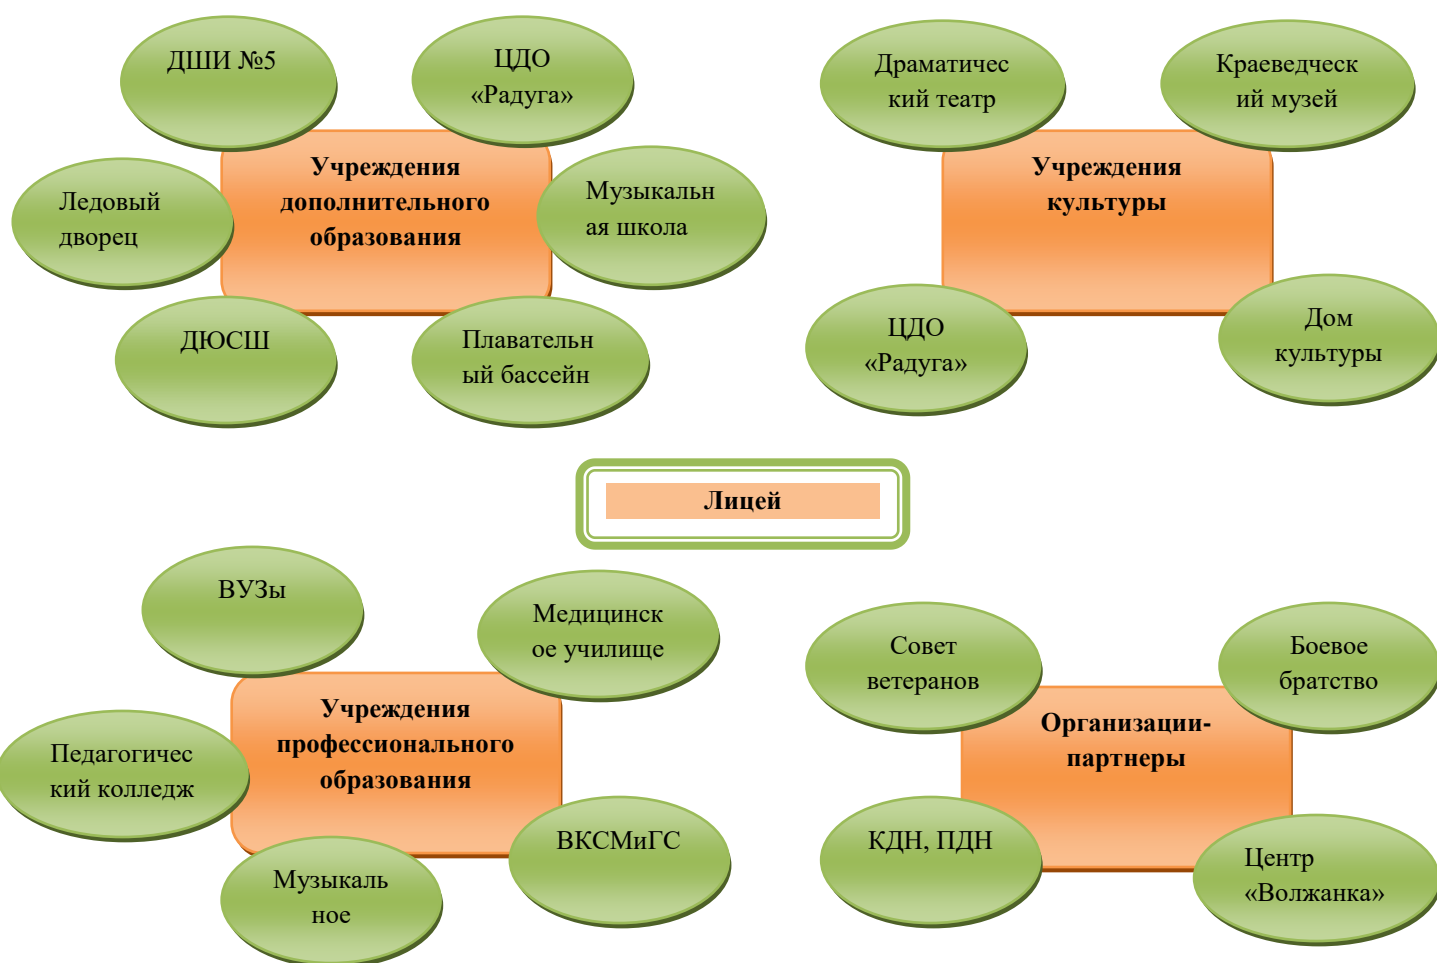 ДШИ №5
ЦДО
«Радуга»
Учреждения
дополнительного
образования
Ледовый
дворец
Музыкальн
ая школа
ДЮСШ
Плавательн
ый бассейн
Драматичес
кий театр
Краеведческ
ий музей
Учреждения
культуры
ЦДО
«Радуга»
Дом
культуры
Лицей
ВУЗы
Медицинск
ое училище
Учреждения
профессионального
образования
Педагогичес
кий колледж
ВКСМиГС
Музыкаль
ное
Совет
ветеранов
Боевое
братство
Организации-
партнеры
КДН, ПДН
Центр
«Волжанка»